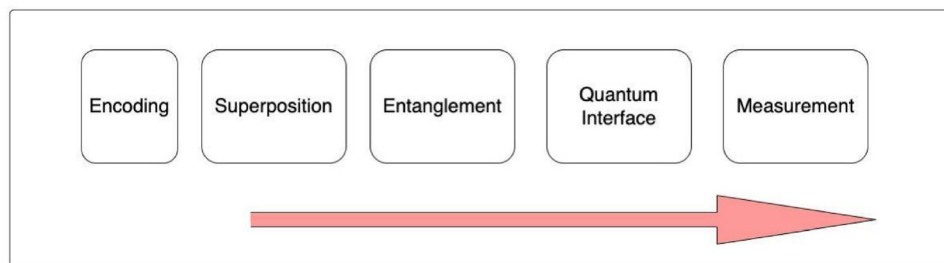 Encoding
Superposition
Entanglement
Quantum
Interface
Measurement